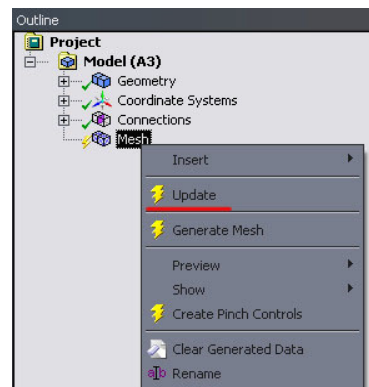 Outline
Project
Model (A3)
Geometry
Coordinate Systems
Connections
Mesh
Insert
Update
Generate Mesh
Preview
Show
Create Pinch Controls
Clear Generated Data
Rename